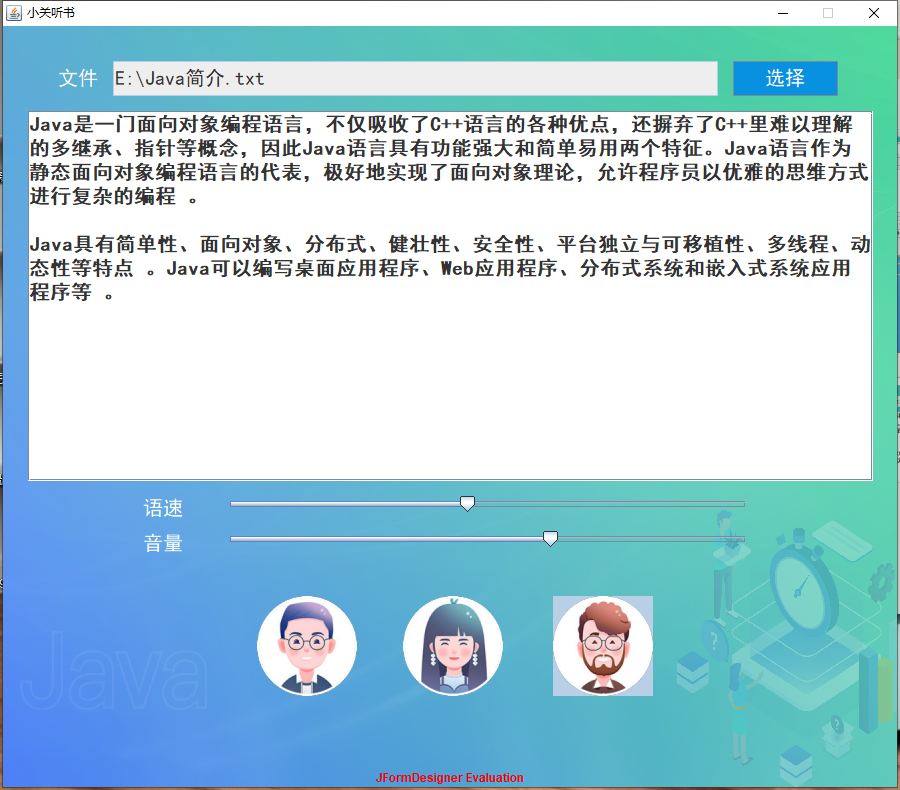 小关听书
文件
E:\Java简介.txt
选择
Java是一门面向对象编程语言，不仅吸收了C++语言的各种优点，还摒弃了C++里难以理解
的多继承、指针等概念，因此Java语言具有功能强大和简单易用两个特征。Java语言作为
静态面向对象编程语言的代表，极好地实现了面向对象理论，允许程序员以优雅的思维方式
进行复杂的编程 。
Java具有简单性、面向对象、分布式、健壮性、安全性、平台独立与可移植性、多线程、动
态性等特点 。Java可以编写桌面应用程序、Web应用程序、分布式系统和嵌入式系统应用
程序等 。
语速
音量
Java
JFormDesigner Evaluation